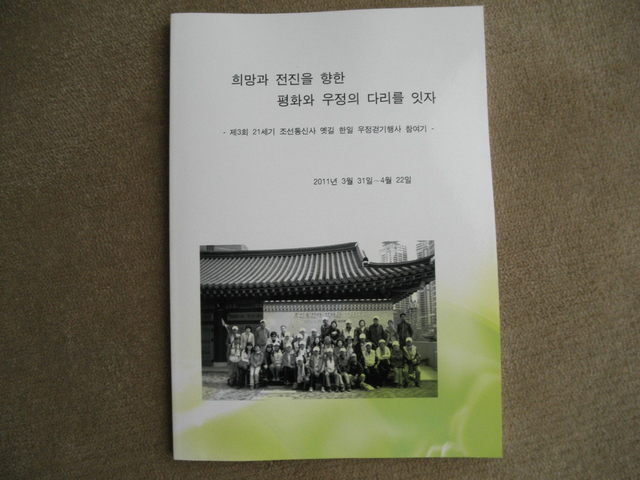 희망과 전진을 향한
평화와 우정의 다리를 잇자
- 제3회 21세기 조선통신사 옛길 한일 우정걷기행사 참여기 -
2011년 3월 31일~4월 22일